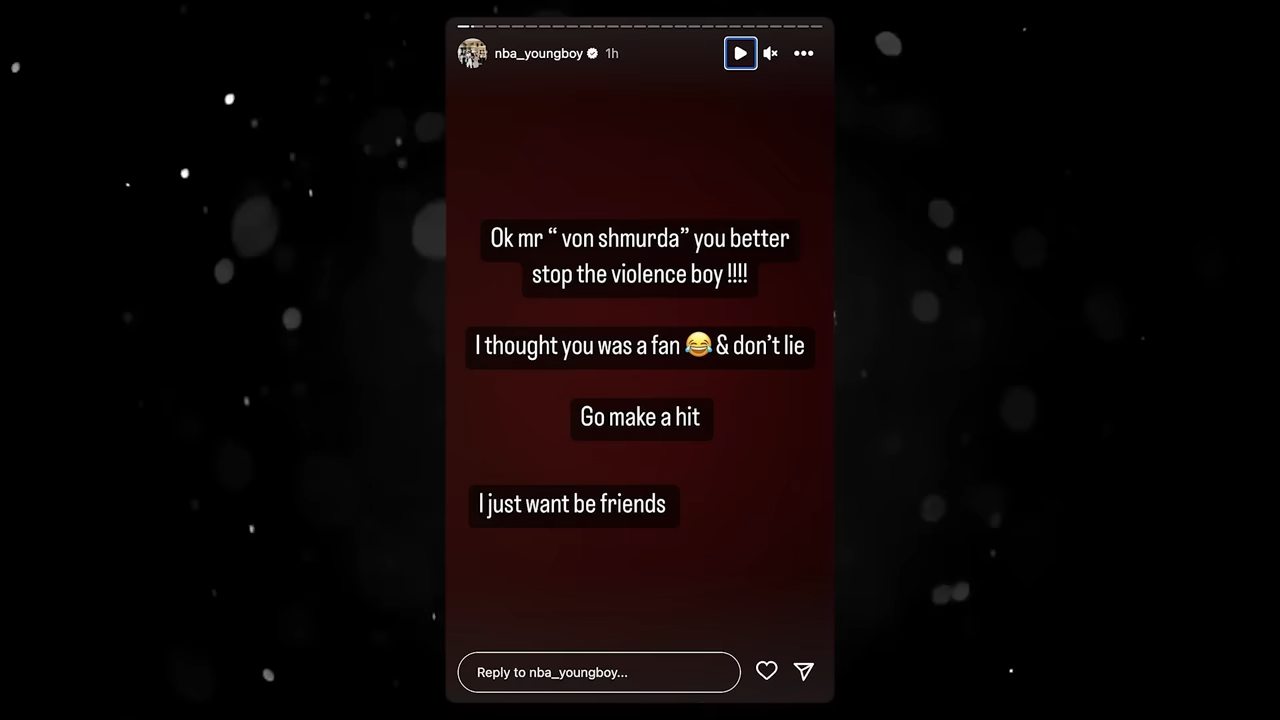 nba_youngboy 1h
Ok mr “ von shmurda” you better
stop the violence boy !!!!
I thought you was a fan 😂 & don’t lie
Go make a hit
I just want be friends
Reply to nba_youngboy...